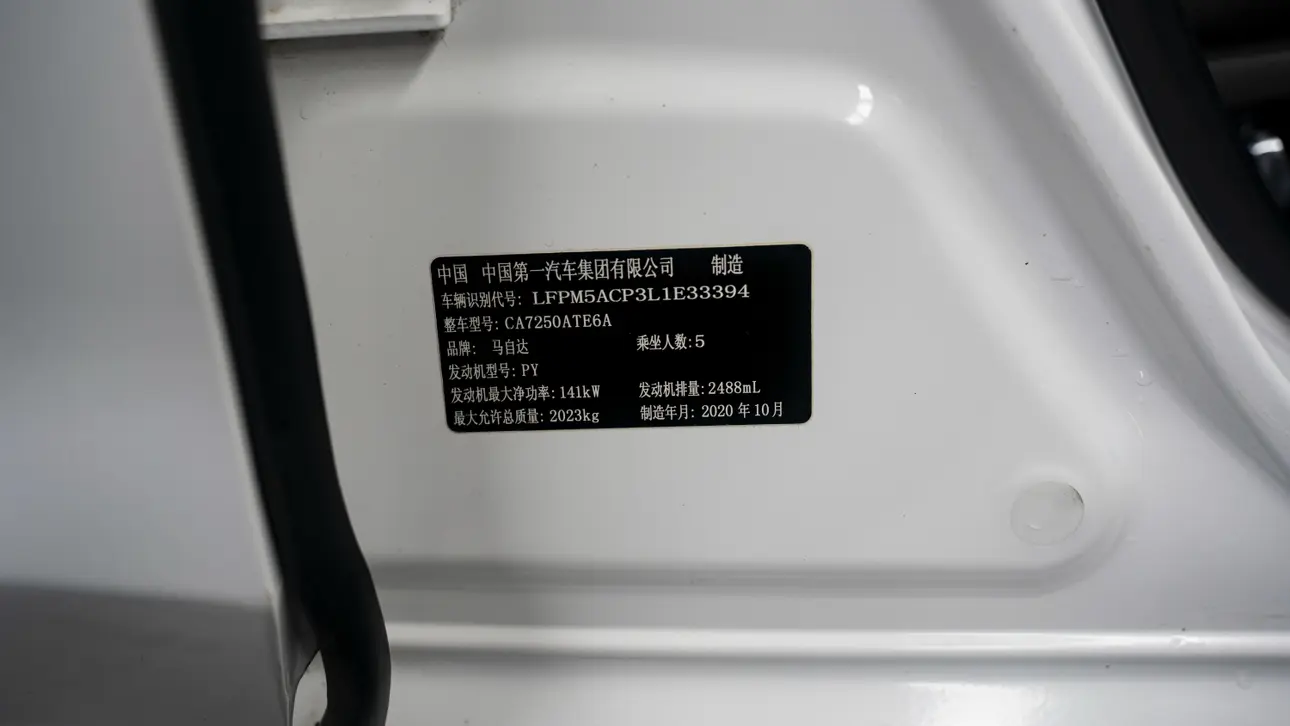 中国 中国第一汽车集团有限公司 制造
车辆识别代号: LFPM5ACP3L1E33394
整车型号: CA7250ATE6A
品牌: 马自达 乘坐人数:5
发动机型号: PY
发动机最大净功率: 141kW 发动机排量: 2488mL
最大允许总质量: 2023kg 制造年月: 2020 年 10 月